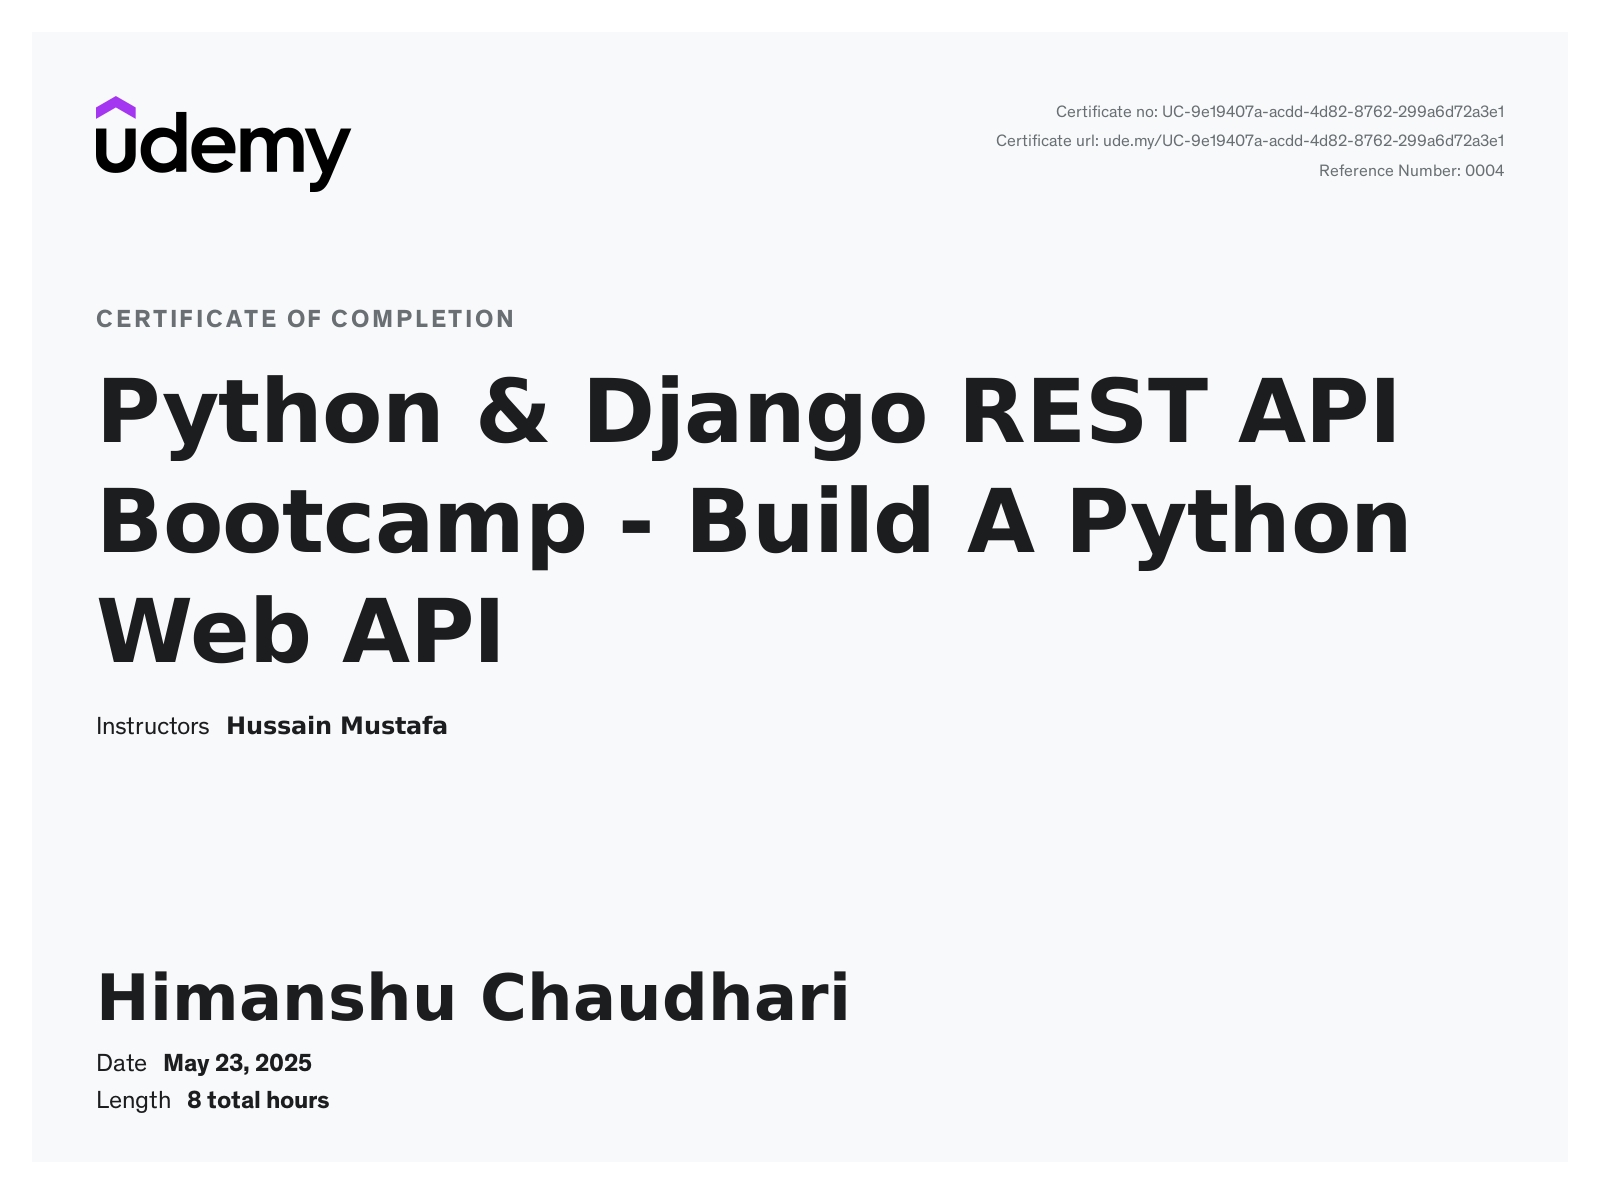 udemy
Certificate no: UC-9e19407a-acdd-4d82-8762-299a6d72a3e1
Certificate url: ude.my/UC-9e19407a-acdd-4d82-8762-299a6d72a3e1
Reference Number: 0004
CERTIFICATE OF COMPLETION
Python & Django REST API
Bootcamp - Build A Python
Web API
Instructors Hussain Mustafa
Himanshu Chaudhari
Date May 23, 2025
Length 8 total hours